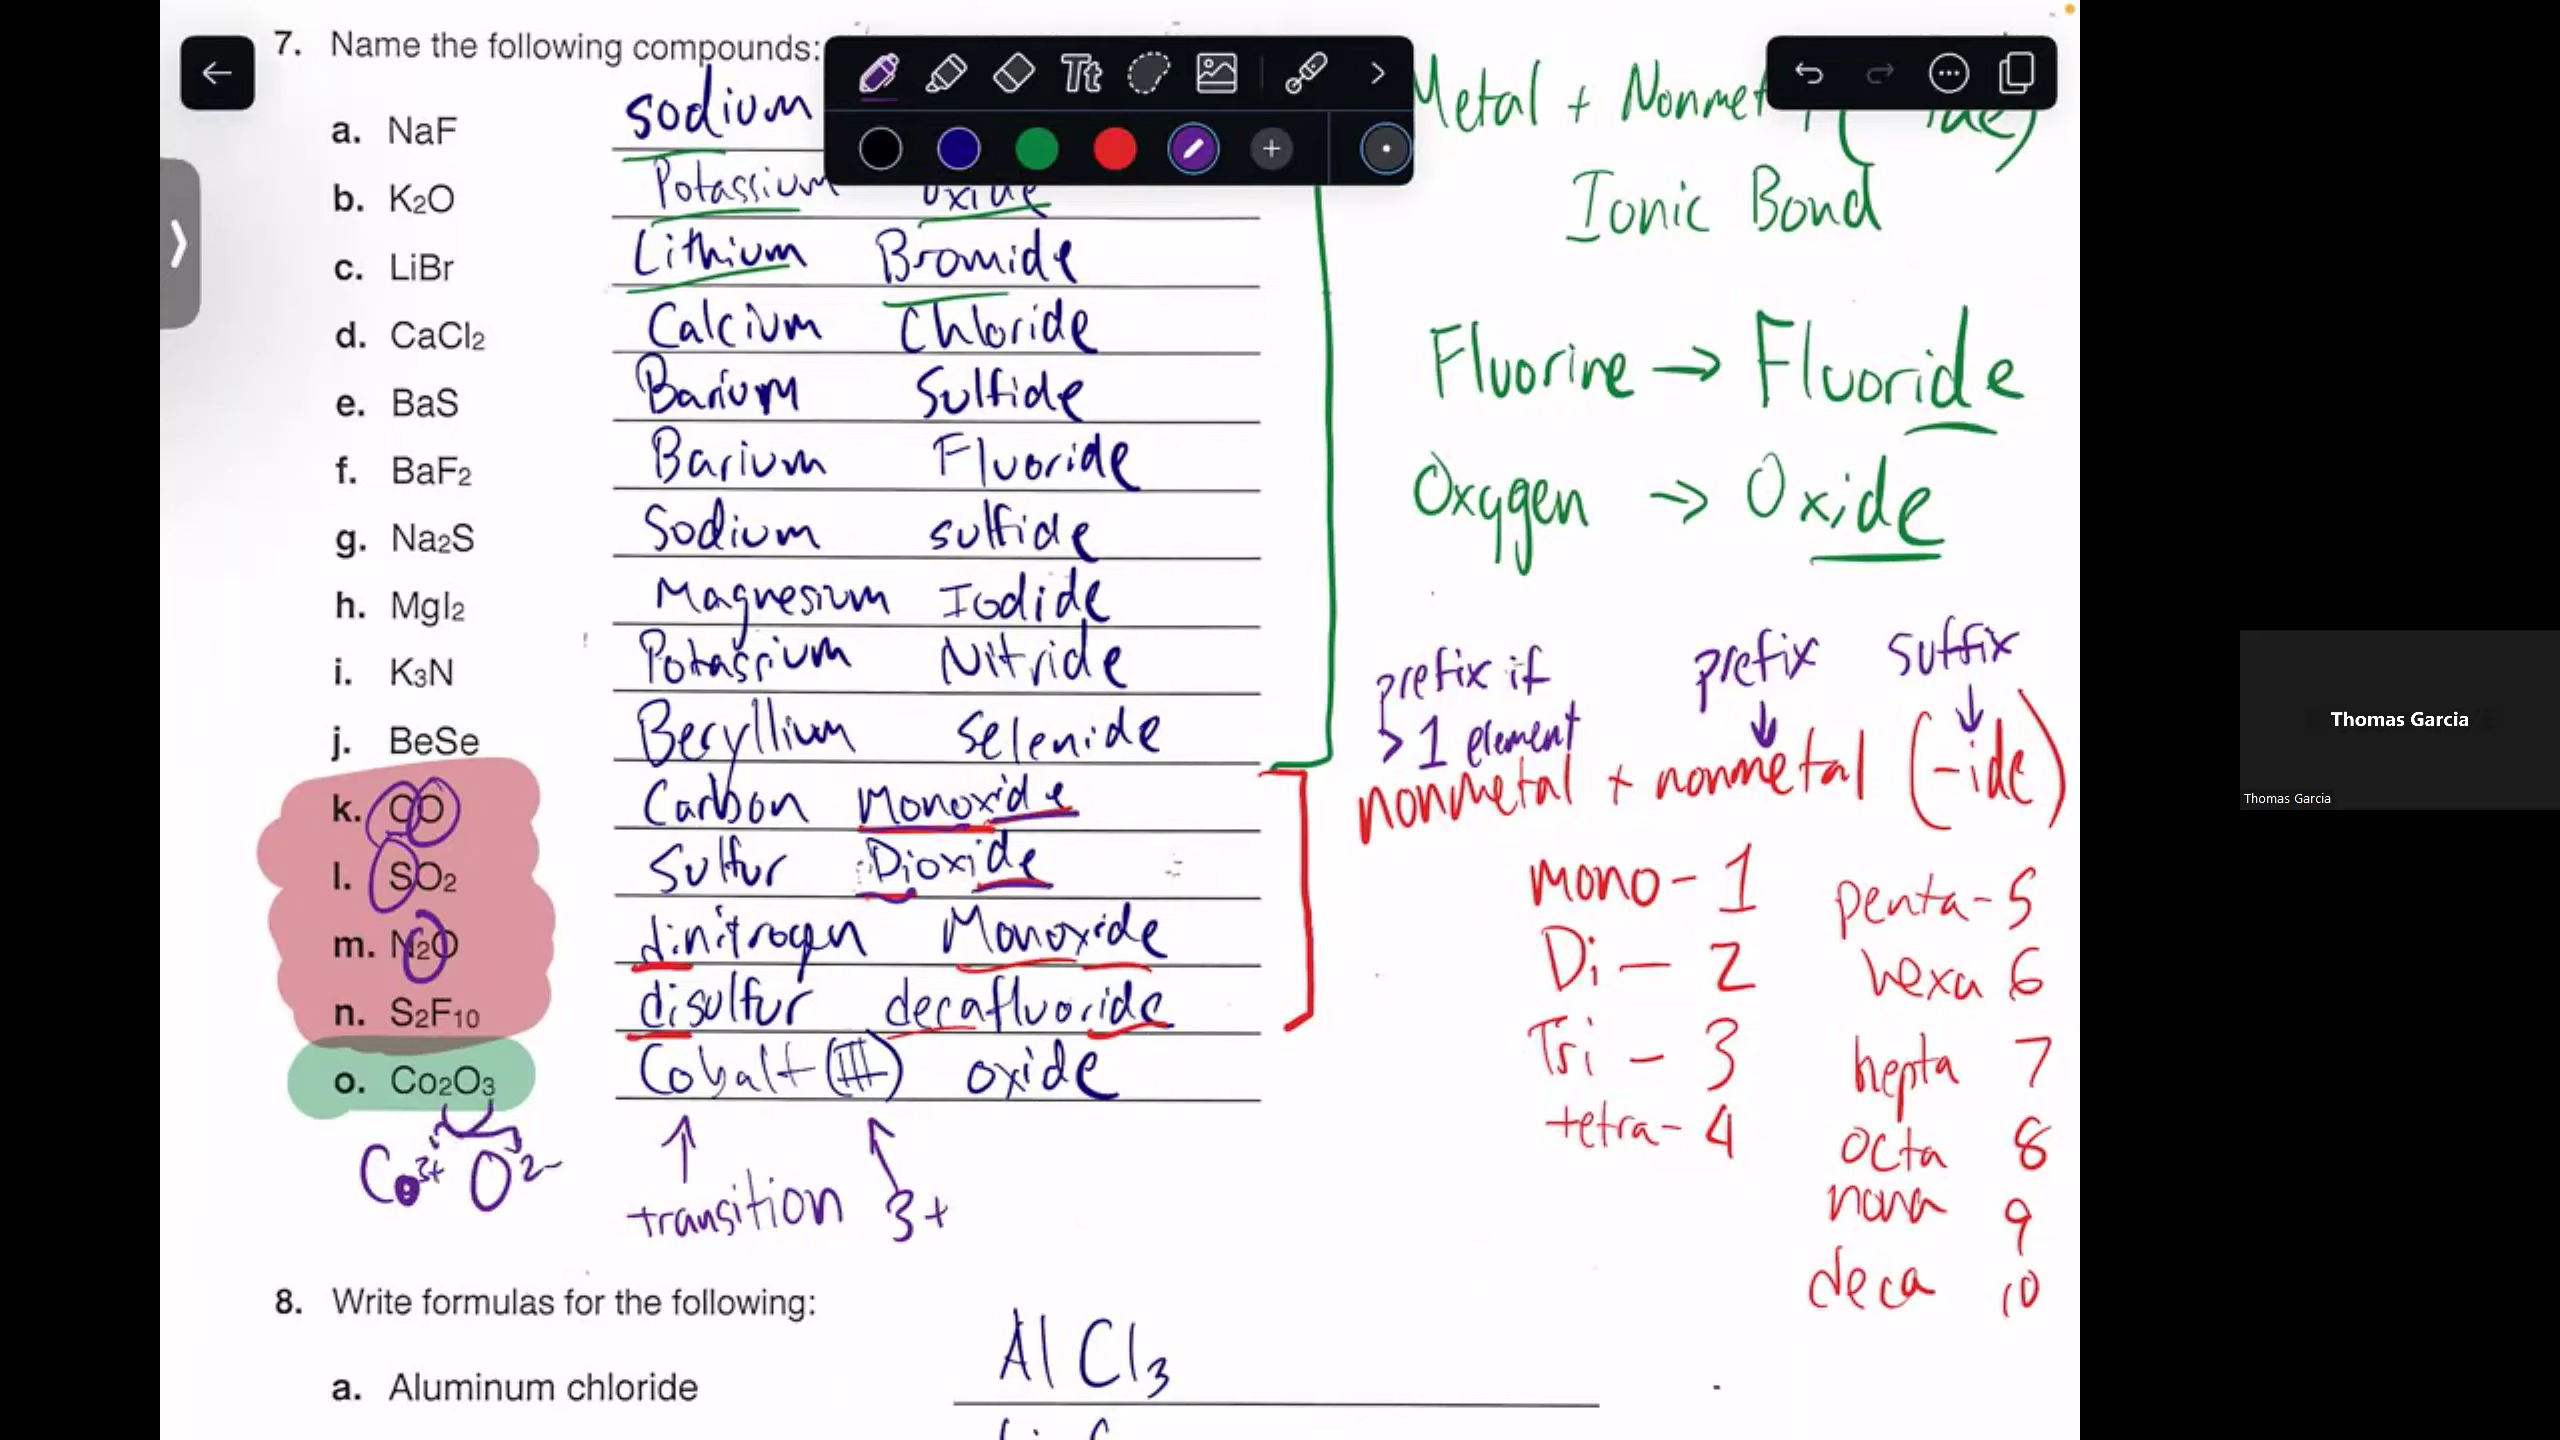 7. Name the following compounds:
Metal + Nonmet
Ionic Bond
a. NaF sodium
b. K2O Potassium oxide
c. LiBr Lithium Bromide
d. CaCl2 Calcium Chloride
Fluorine → Fluoride
e. BaS Barium Sulfide
f. BaF2 Barium Fluoride
Oxygen → Oxide
g. Na2S Sodium sulfide
h. MgI2 Magnesium Iodide
i. K3N Potassium Nitride
prefix if prefix suffix
> 1 element
j. BeSe Beryllium Selenide
nonmetal + nonmetal (-ide)
k. CO Carbon Monoxide
l. SO2 Sulfur Dioxide
m. N2O dinitrogen Monoxide
n. S2F10 disulfur decafluoride
o. Co2O3 Cobalt (III) oxide
mono - 1 penta - 5
Di - 2 hexa 6
Tri - 3 hepta 7
tetra - 4 octa 8
nona 9
deca 10
Co3+ O2-
transition 3+
8. Write formulas for the following:
a. Aluminum chloride AlCl3
Tt
Thomas Garcia
Thomas Garcia